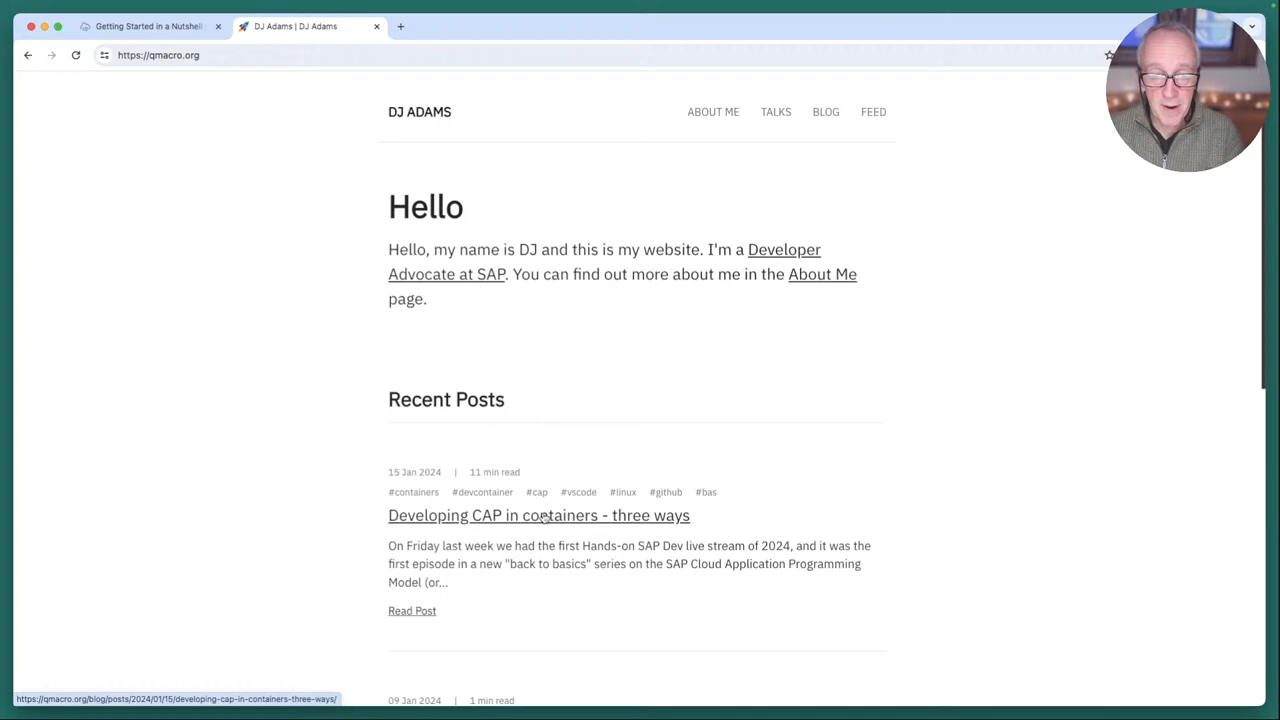 Getting Started in a Nutshell
DJ Adams | DJ Adams
https://qmacro.org
DJ ADAMS
ABOUT ME
TALKS
BLOG
FEED
Hello
Hello, my name is DJ and this is my website. I'm a Developer
Advocate at SAP. You can find out more about me in the About Me
page.
Recent Posts
15 Jan 2024 | 11 min read
#containers #devcontainer #cap #vscode #linux #github #bas
Developing CAP in containers - three ways
On Friday last week we had the first Hands-on SAP Dev live stream of 2024, and it was the
first episode in a new "back to basics" series on the SAP Cloud Application Programming
Model (or...
Read Post
09 Jan 2024 | 1 min read
https://qmacro.org/blog/posts/2024/01/15/developing-cap-in-containers-three-ways/